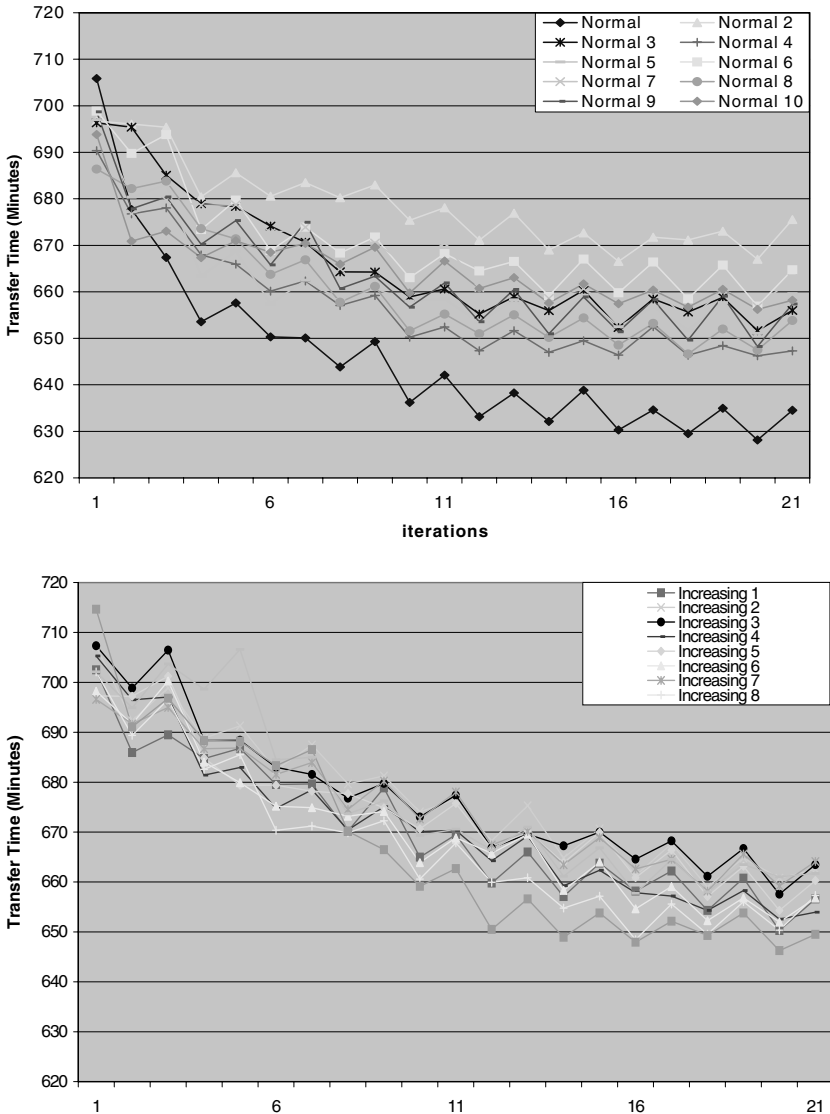 720
710
700
690
680
670
660
650
640
630
620
Transfer Time (Minutes)
Normal Normal 2
Normal 3 Normal 4
Normal 5 Normal 6
Normal 7 Normal 8
Normal 9 Normal 10
1 6 11 16 21
iterations
720
710
700
690
680
670
660
650
640
630
620
Transfer Time (Minutes)
Increasing 1
Increasing 2
Increasing 3
Increasing 4
Increasing 5
Increasing 6
Increasing 7
Increasing 8
1 6 11 16 21